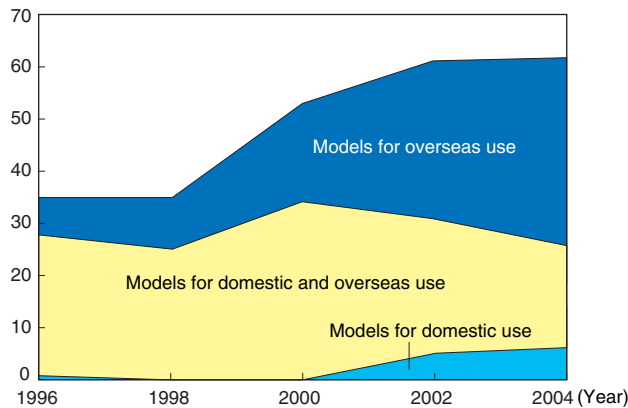 70
60
50
40
30
20
10
0
Models for overseas use
Models for domestic and overseas use
Models for domestic use
1996 1998 2000 2002 2004 (Year)